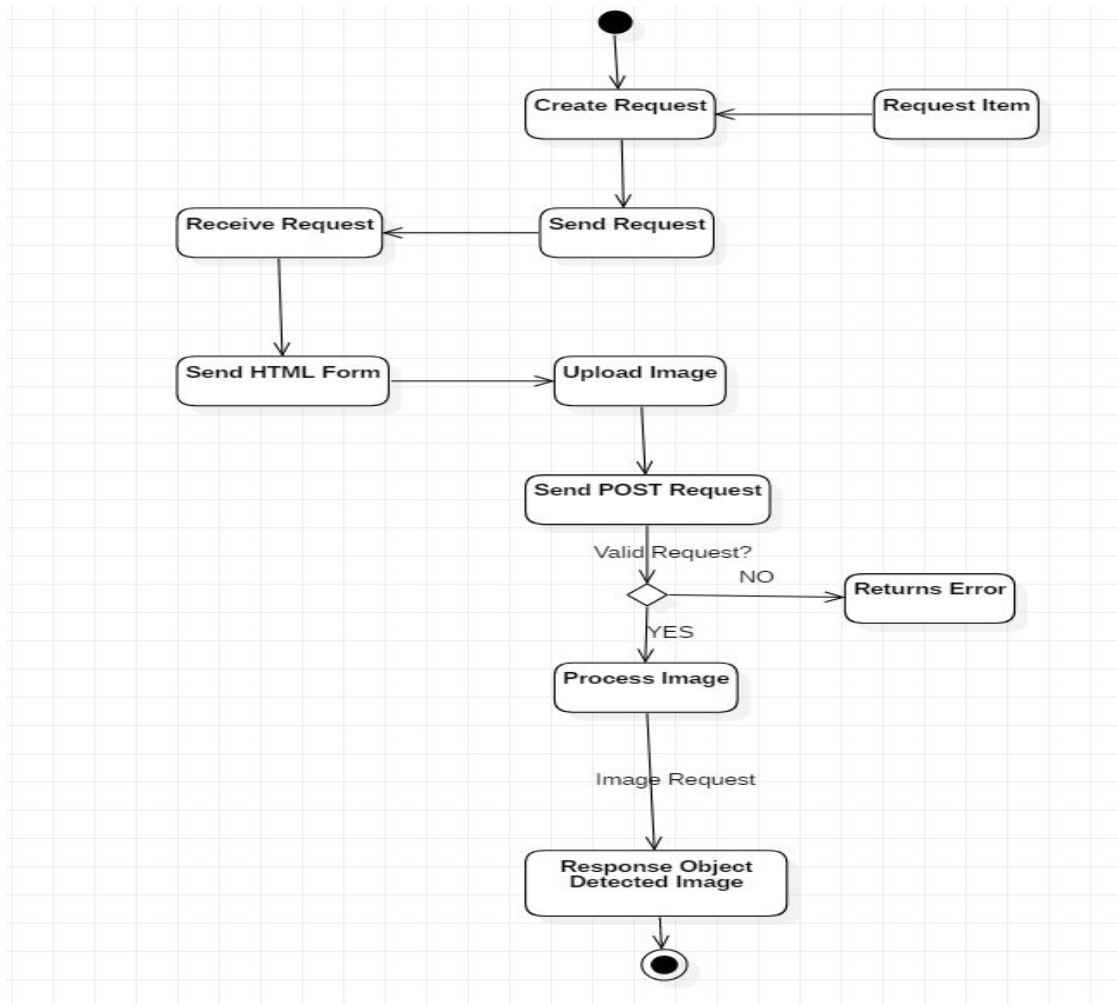 Create Request
Request Item
Receive Request
Send Request
Send HTML Form
Upload Image
Send POST Request
Valid Request?
NO
Returns Error
YES
Process Image
Image Request
Response Object
Detected Image